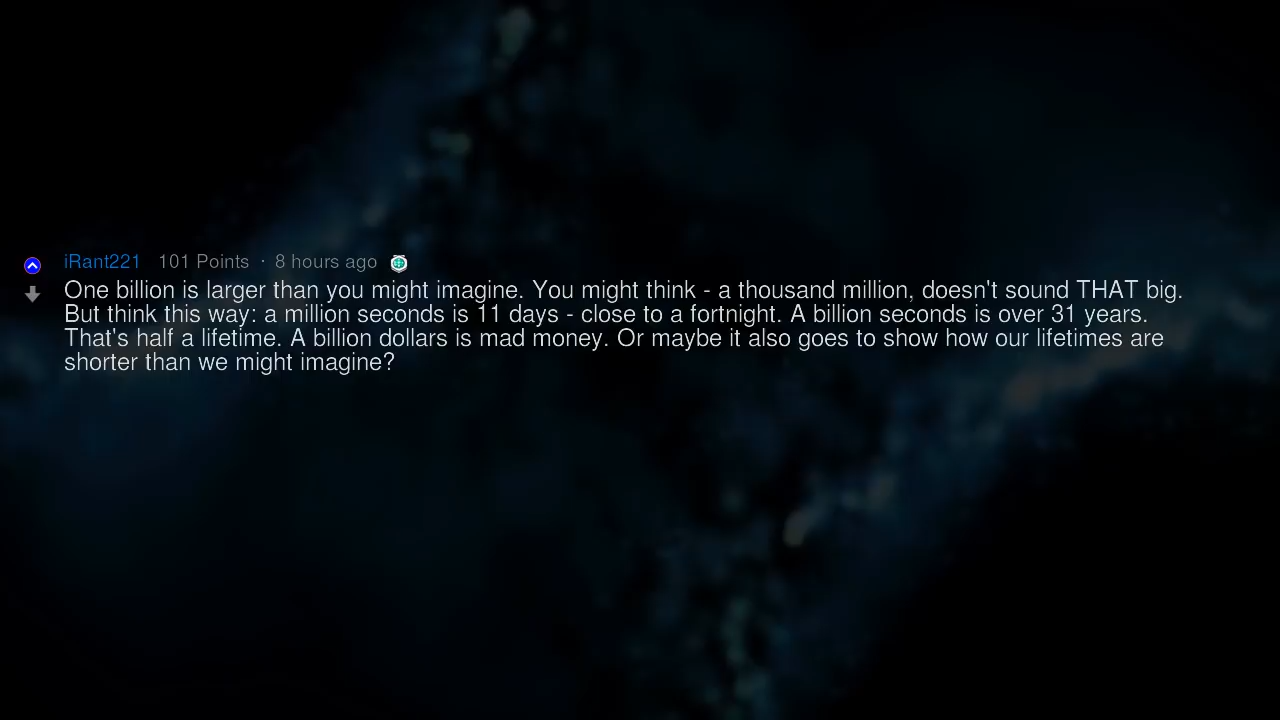 iRant221 101 Points · 8 hours ago
One billion is larger than you might imagine. You might think - a thousand million, doesn't sound THAT big.
But think this way: a million seconds is 11 days - close to a fortnight. A billion seconds is over 31 years.
That's half a lifetime. A billion dollars is mad money. Or maybe it also goes to show how our lifetimes are
shorter than we might imagine?